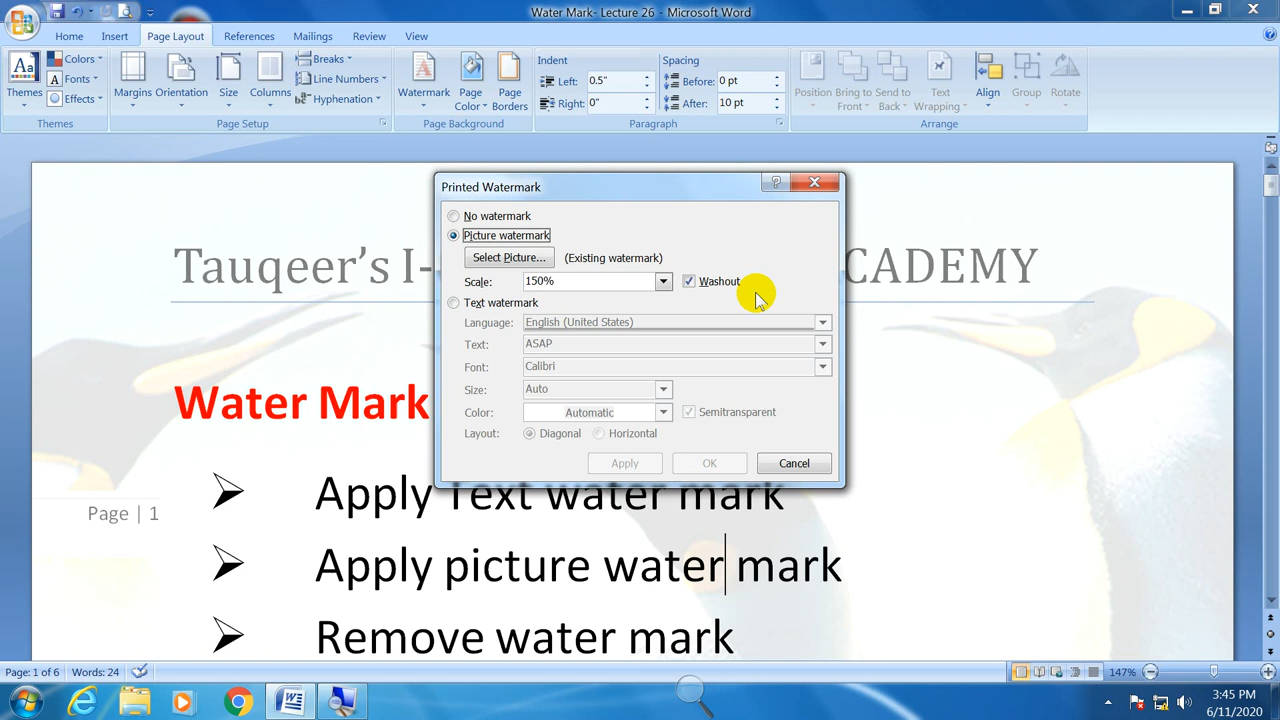 Water Mark- Lecture 26 - Microsoft Word
Home Insert Page Layout References Mailings Review View
Aa Themes
Colors
Fonts
Effects
Themes
Margins Orientation Size Columns
Breaks
Line Numbers
Hyphenation
Page Setup
Watermark Page Color Page Borders
Page Background
Indent
Left: 0.5"
Right: 0"
Spacing
Before: 0 pt
After: 10 pt
Paragraph
Position Bring to Front Send to Back Text Wrapping Align Group Rotate
Arrange
Printed Watermark
No watermark
Picture watermark
Select Picture... (Existing watermark)
Scale: 150% Washout
Text watermark
Language: English (United States)
Text: ASAP
Font: Calibri
Size: Auto
Color: Automatic Semitransparent
Layout: Diagonal Horizontal
Apply OK Cancel
Tauqeer's I- CADEMY
Water Mark
Apply Text water mark
Page | 1
Apply picture water mark
Remove water mark
Page: 1 of 6 Words: 24 147%
3:45 PM
6/11/2020